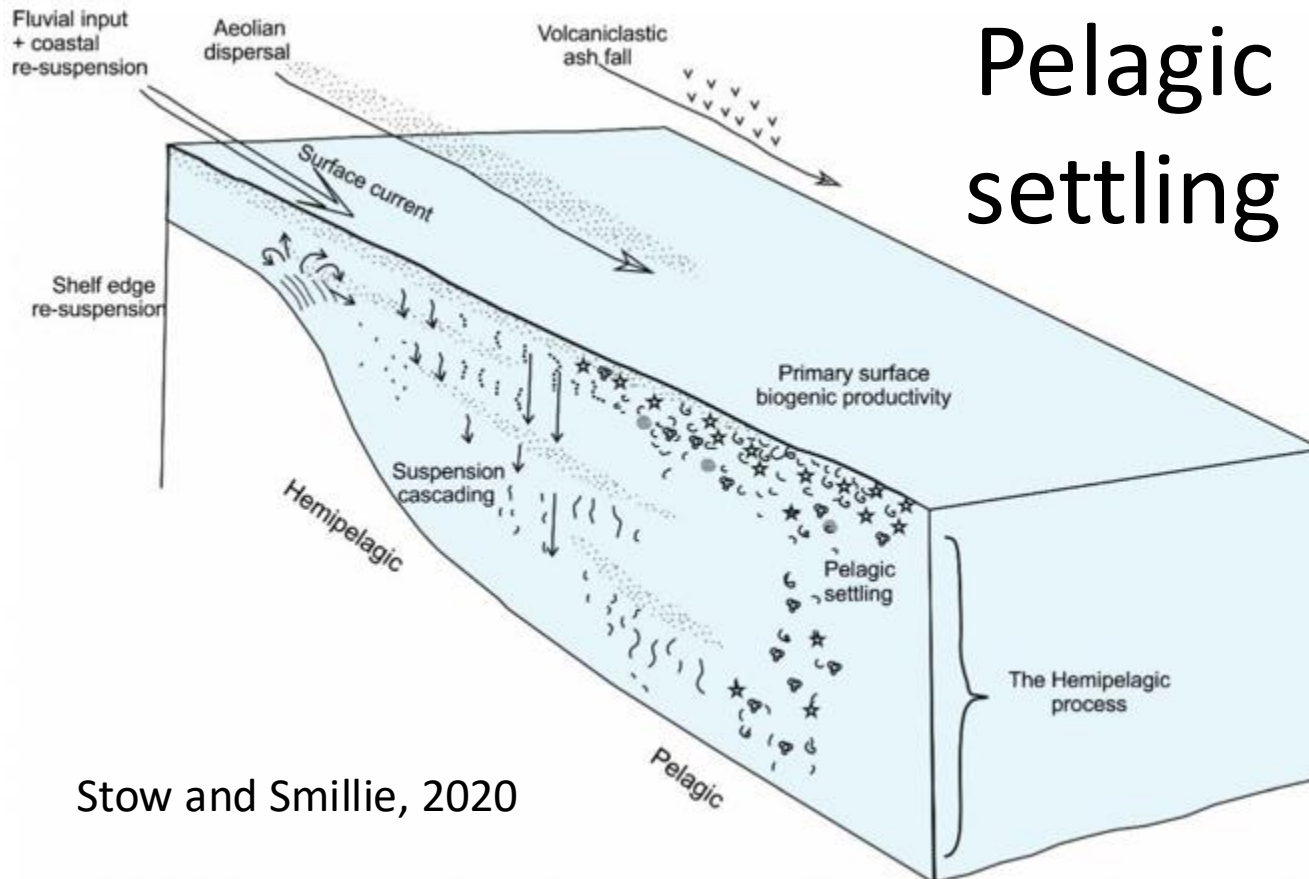 Pelagic
settling
Fluvial input
+ coastal
re-suspension
Aeolian
dispersal
Volcaniclastic
ash fall
Surface current
Shelf edge
re-suspension
Primary surface
biogenic productivity
Suspension
cascading
Hemipelagic
Pelagic
settling
The Hemipelagic
process
Pelagic
Stow and Smillie, 2020